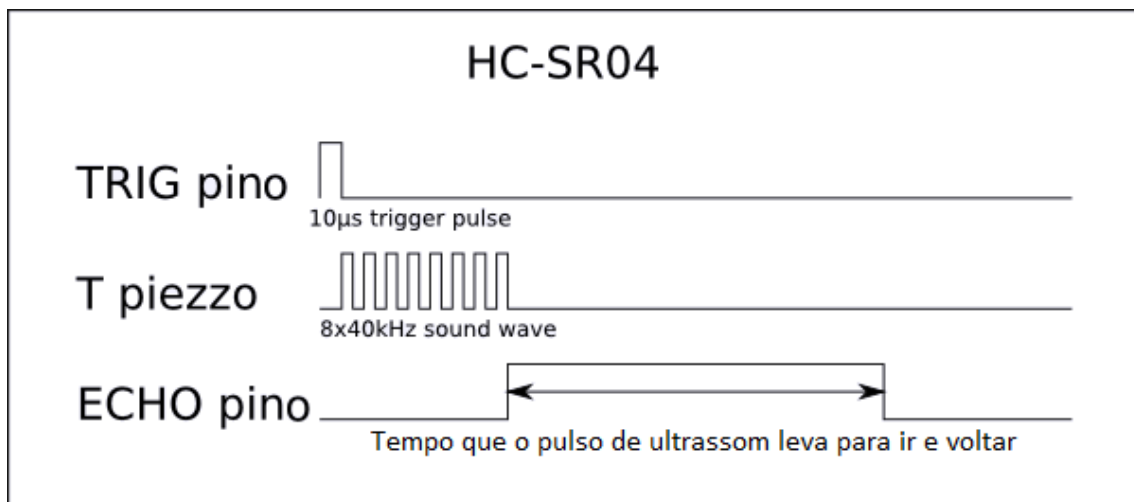 HC-SR04
TRIG pino
10µs trigger pulse
T piezzo
8x40kHz sound wave
ECHO pino
Tempo que o pulso de ultrassom leva para ir e voltar